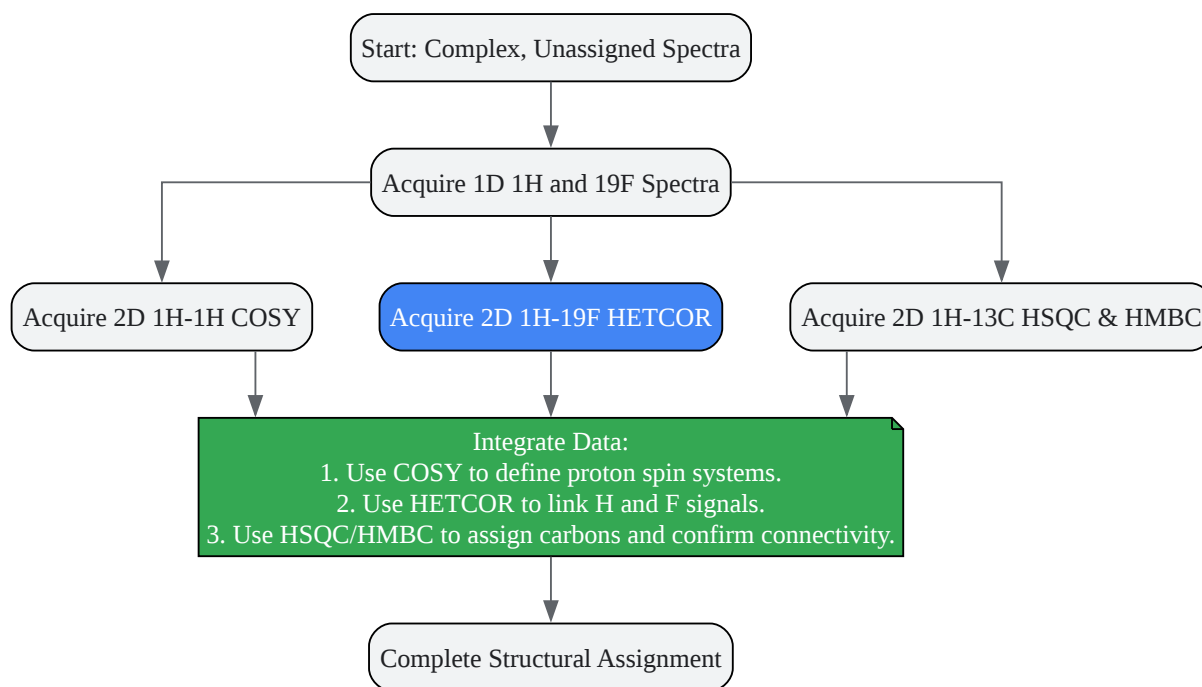 Start: Complex, Unassigned Spectra
Acquire 1D 1H and 19F Spectra
Acquire 2D 1H-1H COSY
Acquire 2D 1H-19F HETCOR
Acquire 2D 1H-13C HSQC & HMBC
Integrate Data:
1. Use COSY to define proton spin systems.
2. Use HETCOR to link H and F signals.
3. Use HSQC/HMBC to assign carbons and confirm connectivity.
Complete Structural Assignment